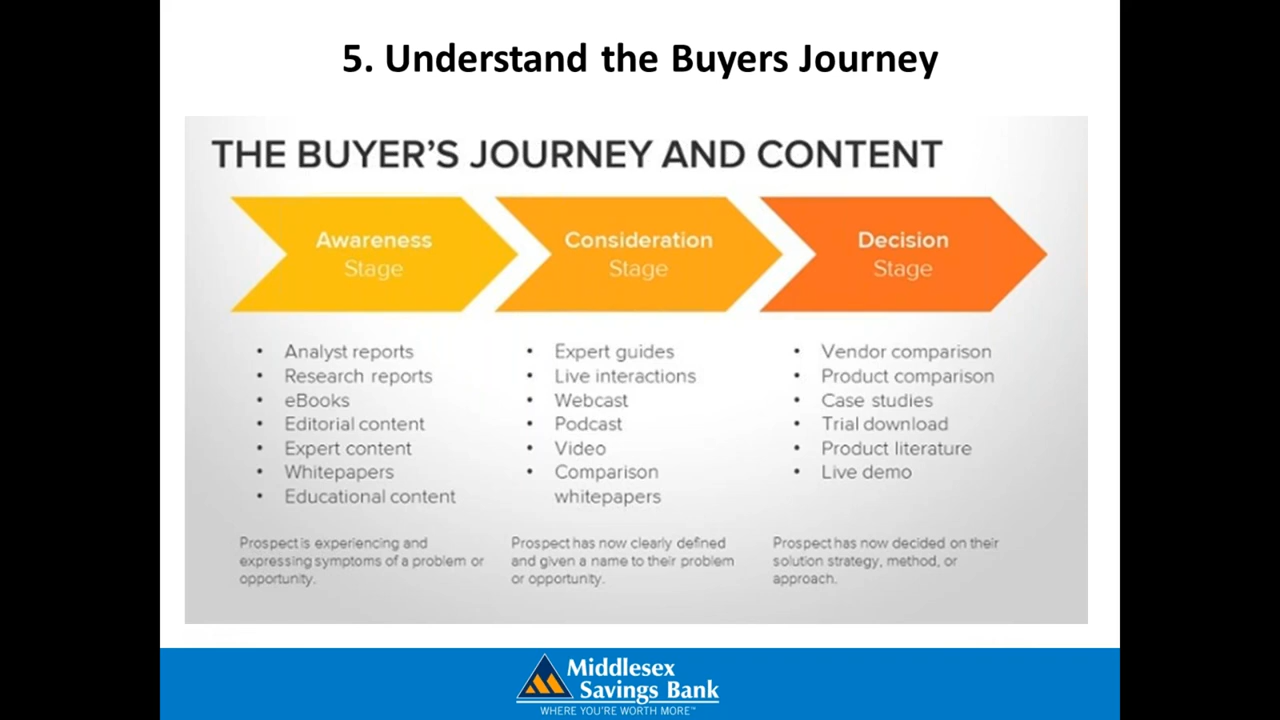 5. Understand the Buyers Journey
THE BUYER'S JOURNEY AND CONTENT
Awareness
Stage
Consideration
Stage
Decision
Stage
• Analyst reports
• Research reports
• eBooks
• Editorial content
• Expert content
• Whitepapers
• Educational content
• Expert guides
• Live interactions
• Webcast
• Podcast
• Video
• Comparison
whitepapers
• Vendor comparison
• Product comparison
• Case studies
• Trial download
• Product literature
• Live demo
Prospect is experiencing and
expressing symptoms of a problem or
opportunity.
Prospect has now clearly defined
and given a name to their problem
or opportunity.
Prospect has now decided on their
solution strategy, method, or
approach.
Middlesex
Savings Bank
WHERE YOU'RE WORTH MORE™